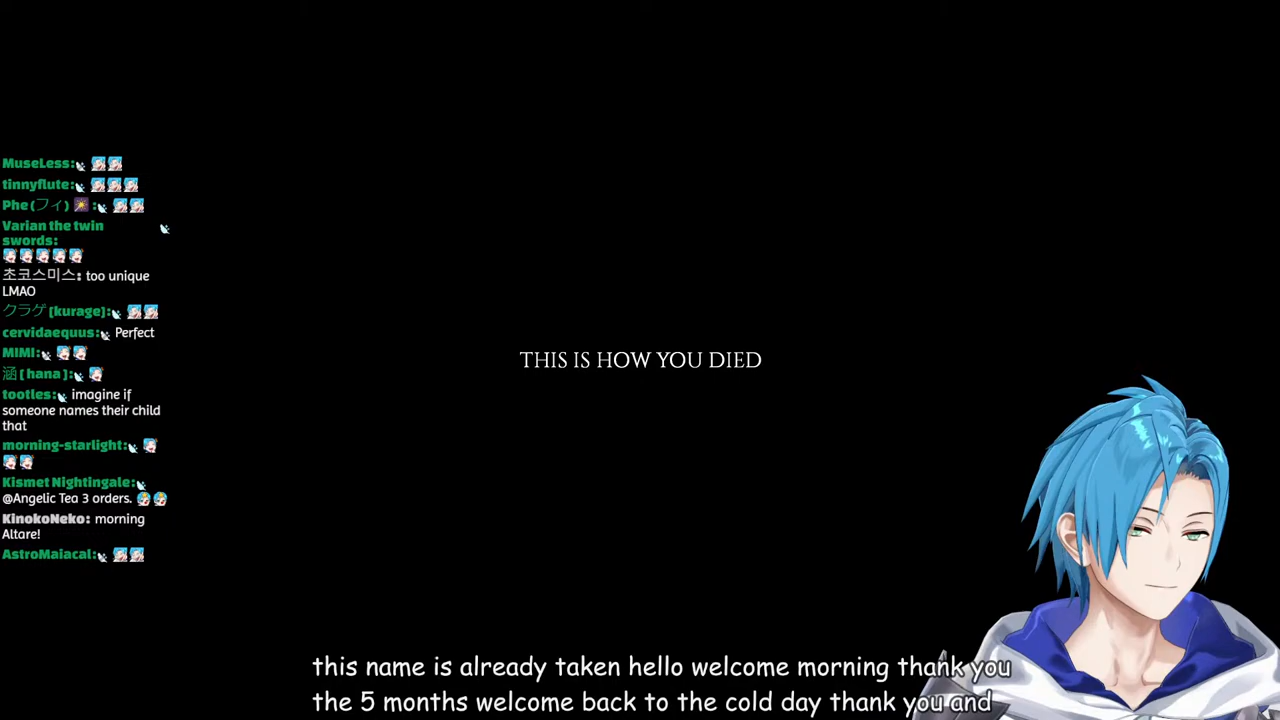 MuseLess:
tinnyflute:
Phe (フィ) :
Varian the twin
swords:
초코스미스: too unique
LMAO
クラゲ [kurage]:
cervidaequus: Perfect
MIMI:
涵 [ hana ]:
tootles: imagine if
someone names their child
that
morning-starlight:
Kismet Nightingale:
@Angelic Tea 3 orders.
KinokoNeko: morning
Altare!
AstroMaiacal:
THIS IS HOW YOU DIED
this name is already taken hello welcome morning thank you
the 5 months welcome back to the cold day thank you and